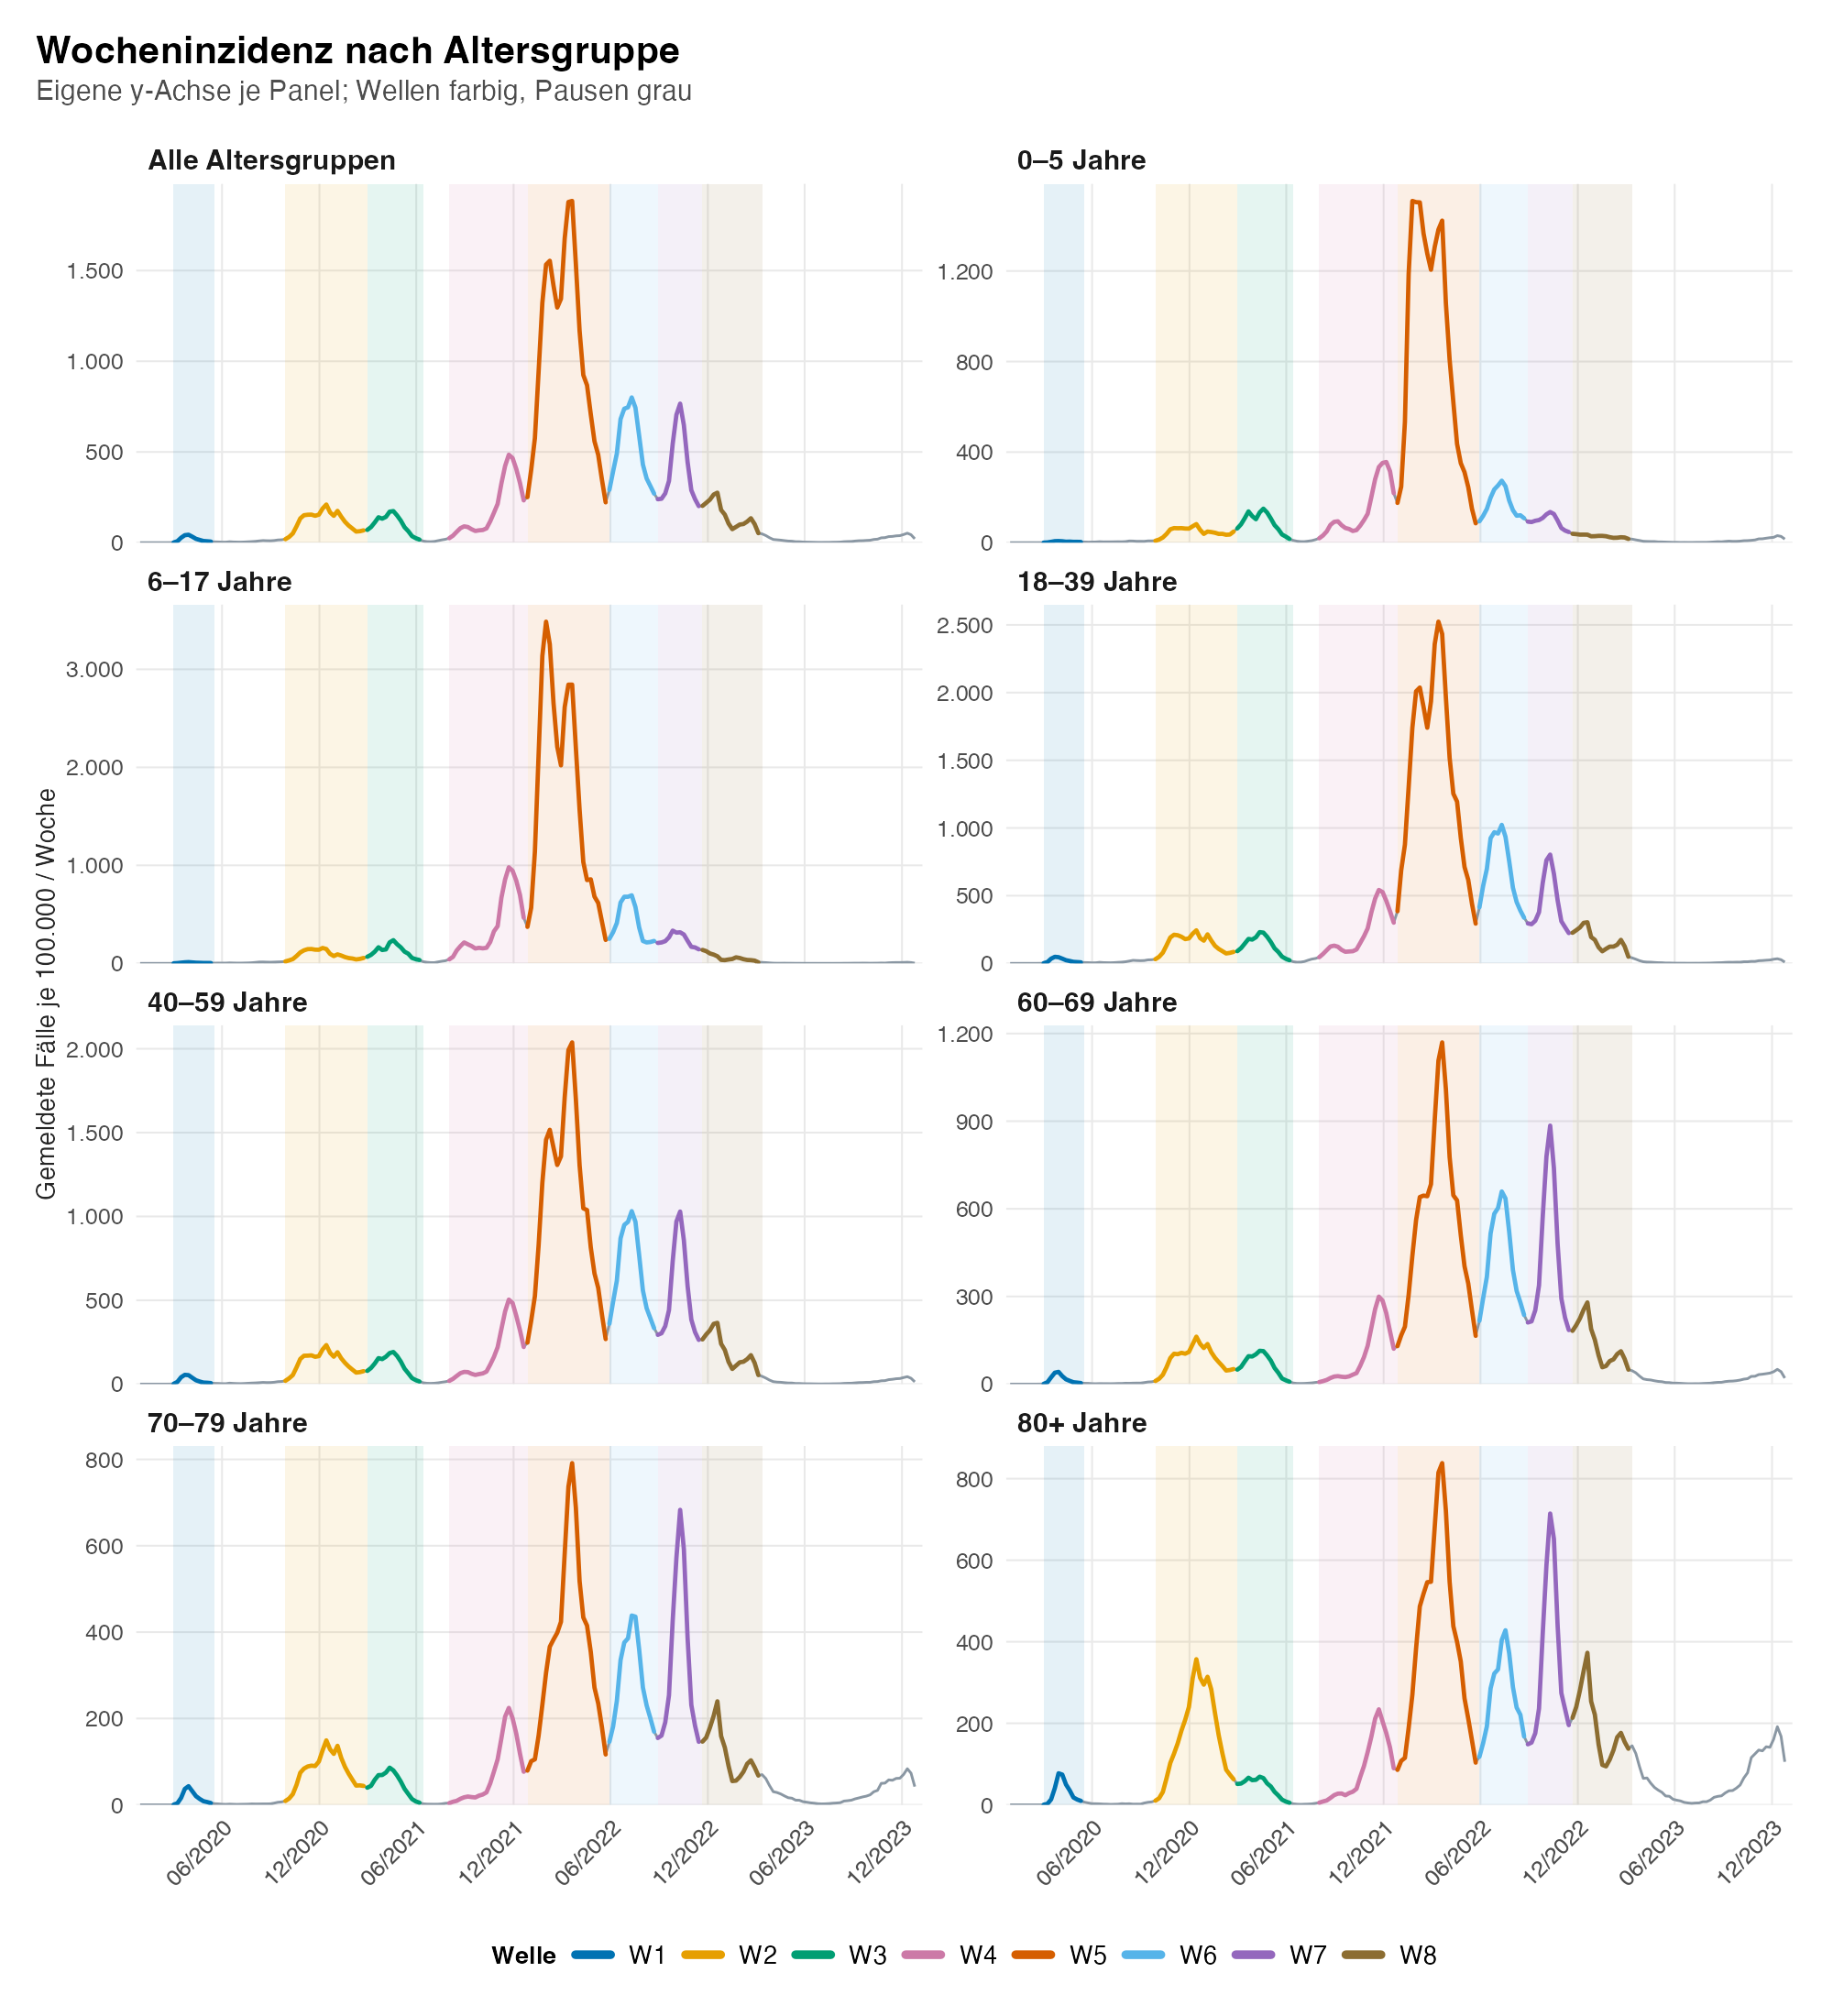 Wocheninzidenz nach Altersgruppe
Eigene y-Achse je Panel; Wellen farbig, Pausen grau
Gemeldete Fälle je 100.000 / Woche
Alle Altersgruppen
1.500
1.000
500
0
0–5 Jahre
1.200
800
400
0
6–17 Jahre
3.000
2.000
1.000
0
18–39 Jahre
2.500
2.000
1.500
1.000
500
0
40–59 Jahre
2.000
1.500
1.000
500
0
60–69 Jahre
1.200
900
600
300
0
70–79 Jahre
800
600
400
200
0
80+ Jahre
800
600
400
200
0
06/2020 12/2020 06/2021 12/2021 06/2022 12/2022 06/2023 12/2023
06/2020 12/2020 06/2021 12/2021 06/2022 12/2022 06/2023 12/2023
Welle W1 W2 W3 W4 W5 W6 W7 W8